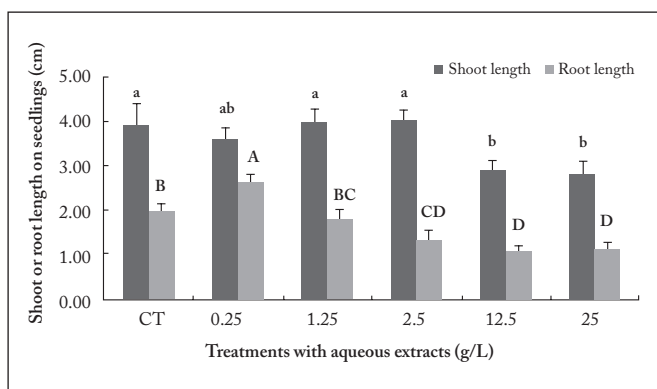 Shoot or root length on seedlings (cm)
5.00
4.00
3.00
2.00
1.00
0.00
Shoot length Root length
a ab a a b b
B A BC CD D D
CT 0.25 1.25 2.5 12.5 25
Treatments with aqueous extracts (g/L)